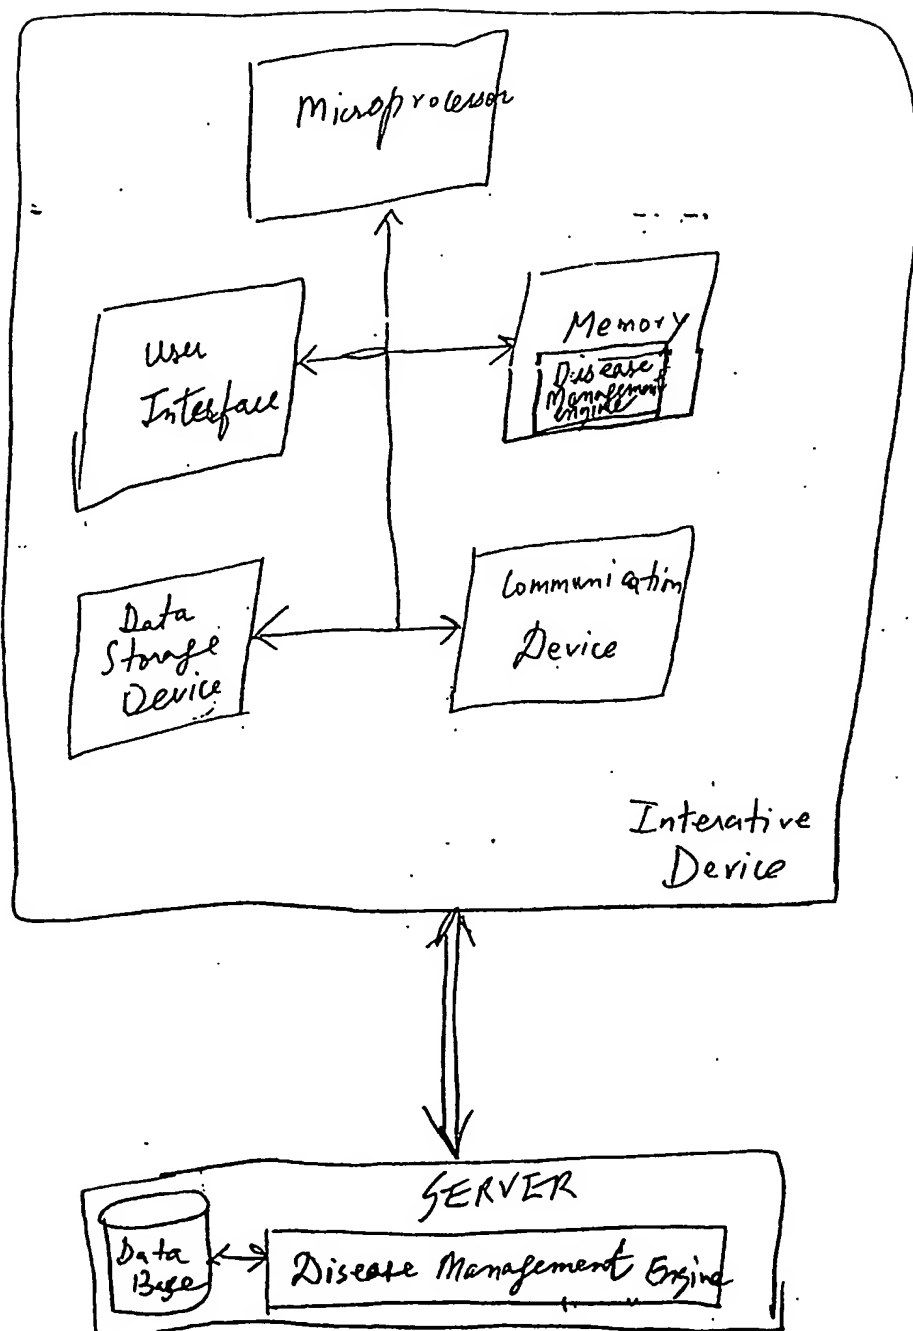 Microprocessor
User
Interface
Memory
Disease
Management
engine
Data
Storage
Device
Communication
Device
Interative
Device
SERVER
Data
Base
Disease Management Engine